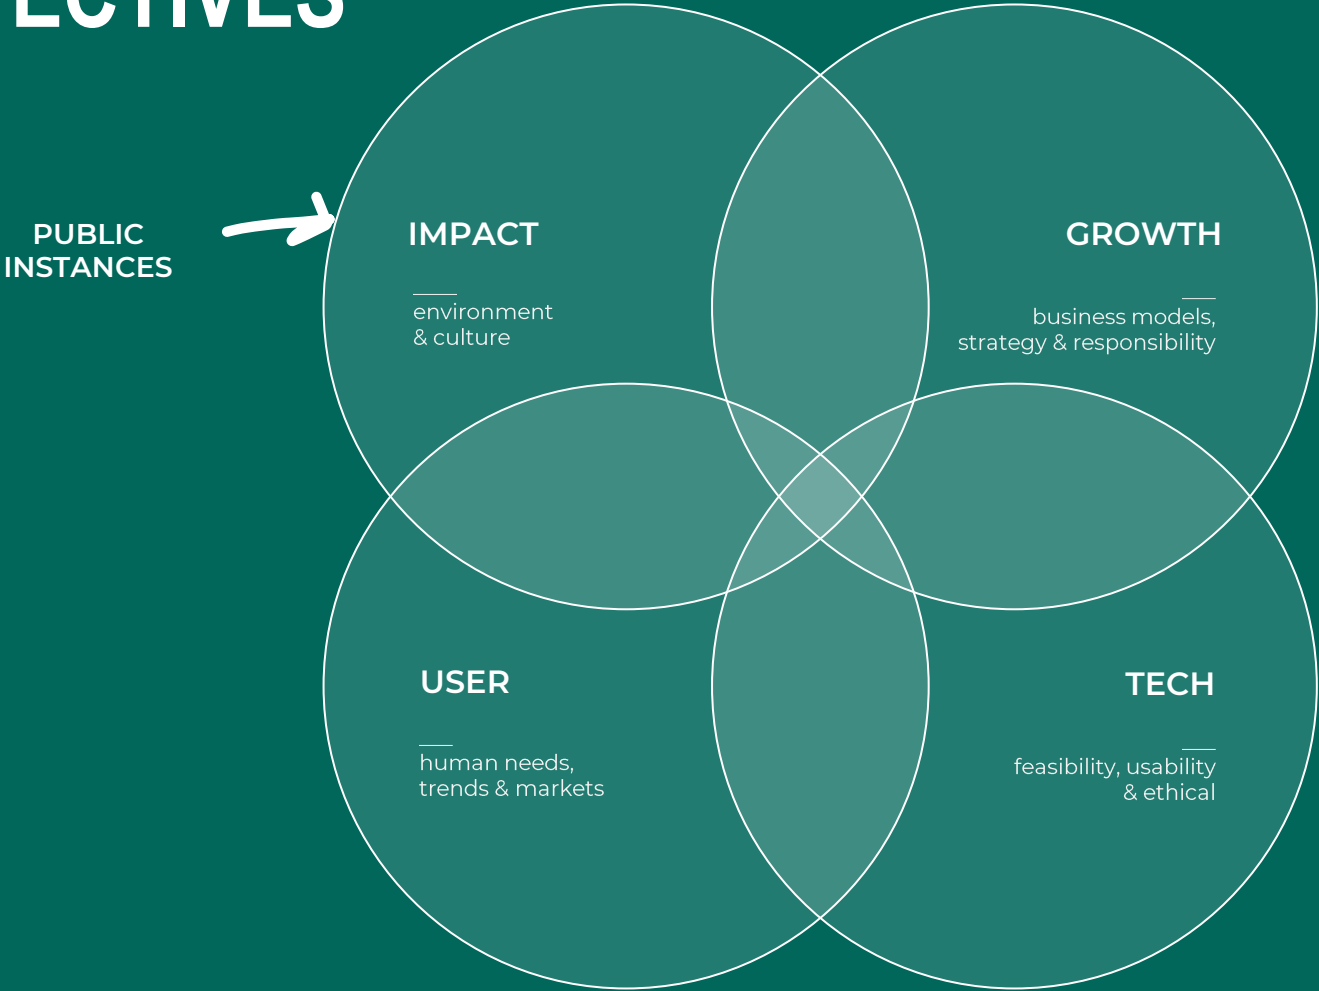 ECTIVES
PUBLIC
INSTANCES
IMPACT
environment
& culture
GROWTH
business models,
strategy & responsibility
USER
human needs,
trends & markets
TECH
feasibility, usability
& ethical